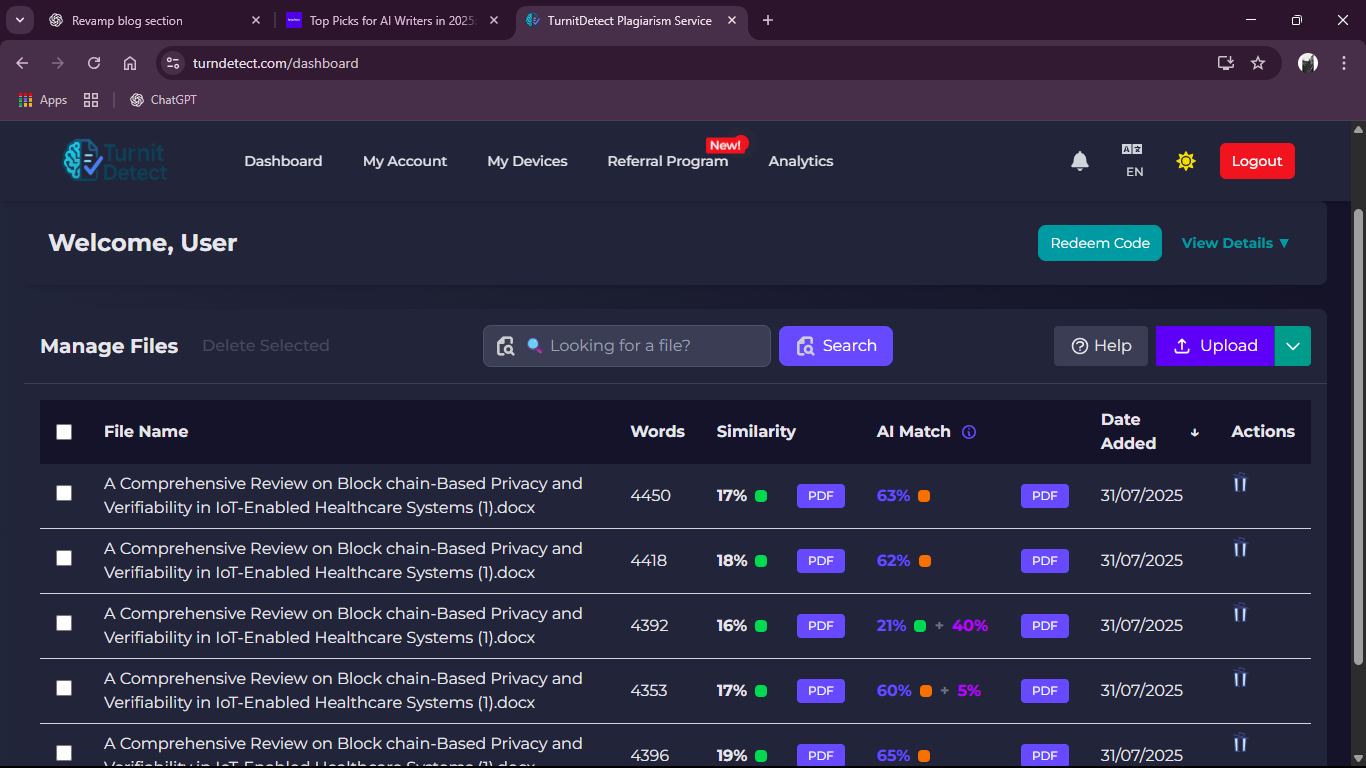 Revamp blog section
Top Picks for AI Writers in 2025:
TurnitDetect Plagiarism Service
turndetect.com/dashboard
Apps
ChatGPT
Turnit
Detect
Dashboard
My Account
My Devices
Referral Program
New!
Analytics
EN
Logout
Welcome, User
Redeem Code
View Details ▼
Manage Files
Delete Selected
Looking for a file?
Search
Help
Upload
File Name
Words
Similarity
AI Match
Date
Added
Actions
A Comprehensive Review on Block chain-Based Privacy and
Verifiability in IoT-Enabled Healthcare Systems (1).docx
4450
17%
PDF
63%
PDF
31/07/2025
A Comprehensive Review on Block chain-Based Privacy and
Verifiability in IoT-Enabled Healthcare Systems (1).docx
4418
18%
PDF
62%
PDF
31/07/2025
A Comprehensive Review on Block chain-Based Privacy and
Verifiability in IoT-Enabled Healthcare Systems (1).docx
4392
16%
PDF
21% + 40%
PDF
31/07/2025
A Comprehensive Review on Block chain-Based Privacy and
Verifiability in IoT-Enabled Healthcare Systems (1).docx
4353
17%
PDF
60% + 5%
PDF
31/07/2025
A Comprehensive Review on Block chain-Based Privacy and
Verifiability in IoT-Enabled Healthcare Systems (1).docx
4396
19%
PDF
65%
PDF
31/07/2025